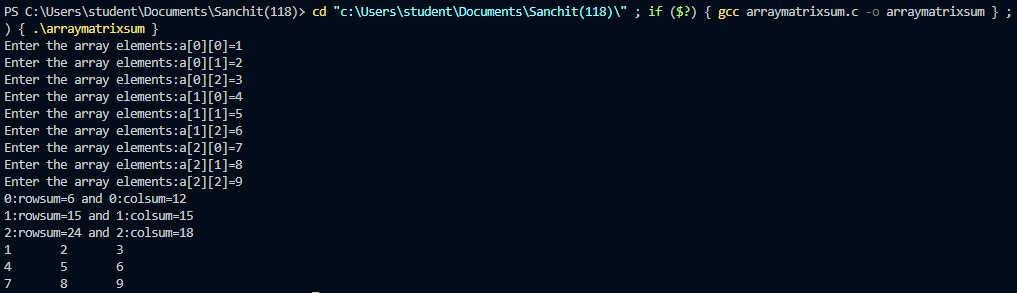 PS C:\Users\student\Documents\Sanchit(118)> cd "c:\Users\student\Documents\Sanchit(118)\" ; if ($?) { gcc arraymatrixsum.c -o arraymatrixsum } ;
) { .\arraymatrixsum }
Enter the array elements:a[0][0]=1
Enter the array elements:a[0][1]=2
Enter the array elements:a[0][2]=3
Enter the array elements:a[1][0]=4
Enter the array elements:a[1][1]=5
Enter the array elements:a[1][2]=6
Enter the array elements:a[2][0]=7
Enter the array elements:a[2][1]=8
Enter the array elements:a[2][2]=9
0:rowsum=6 and 0:colsum=12
1:rowsum=15 and 1:colsum=15
2:rowsum=24 and 2:colsum=18
1       2       3
4       5       6
7       8       9